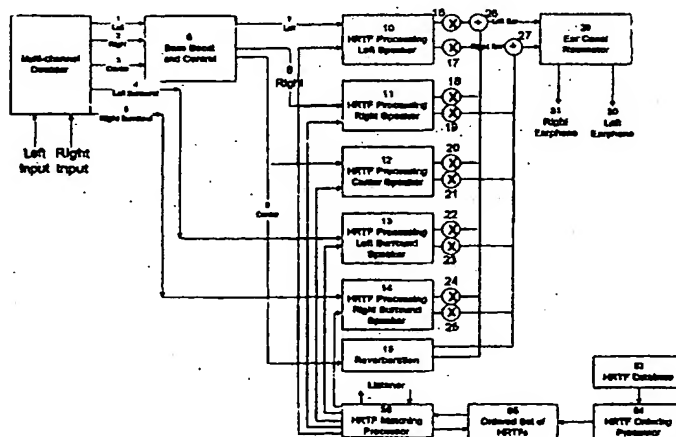 Multi-channel
Decoder
1
Left
2
Right
3
Center
4
Left Surround
5
Right Surround
Left
Input
Right
Input
6
Bass Boost
and Control
7
Left
8
Right
9
Center
10
HRTF Processing
Left Speaker
11
HRTF Processing
Right Speaker
12
HRTF Processing
Center Speaker
13
HRTF Processing
Left Surround
Speaker
14
HRTF Processing
Right Surround
Speaker
15
Reverberation
X
17
X
18
X
19
X
20
X
21
X
22
X
23
X
24
X
25
X
26
+
Left Ear
Right Ear
+
27
Ear Canal
Resonator
31
Right
Earphone
30
Left
Earphone
Listener
HRTF Matching
Processor
Ordered Set of
HRTFs
HRTF Database
HRTF Ordering
Processor